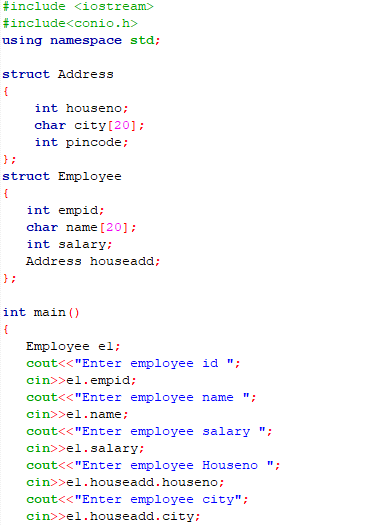 #include <iostream>
#include<conio.h>
using namespace std;
struct Address
{
int houseno;
char city[20];
int pincode;
};
struct Employee
{
int empid;
char name[20];
int salary;
Address houseadd;
};
int main()
{
Employee e1;
cout<<"Enter employee id ";
cin>>e1.empid;
cout<<"Enter employee name ";
cin>>e1.name;
cout<<"Enter employee salary ";
cin>>e1.salary;
cout<<"Enter employee Houseno ";
cin>>e1.houseadd.houseno;
cout<<"Enter employee city";
cin>>e1.houseadd.city;